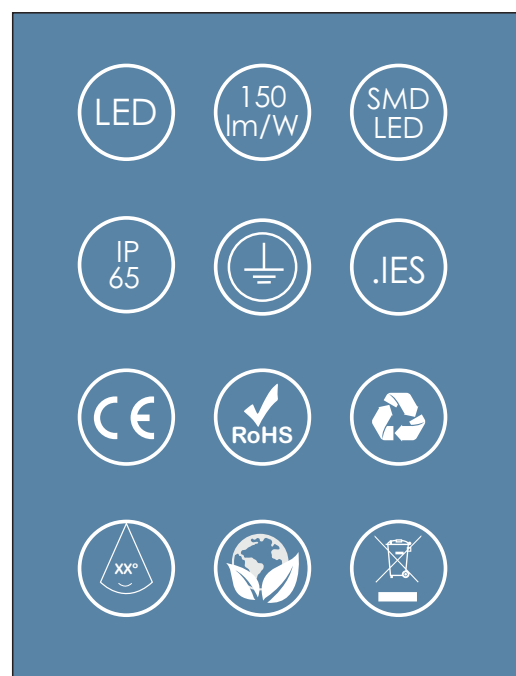 LED
150
lm/W
SMD
LED
IP
65
.IES
CE
RoHS
XX°